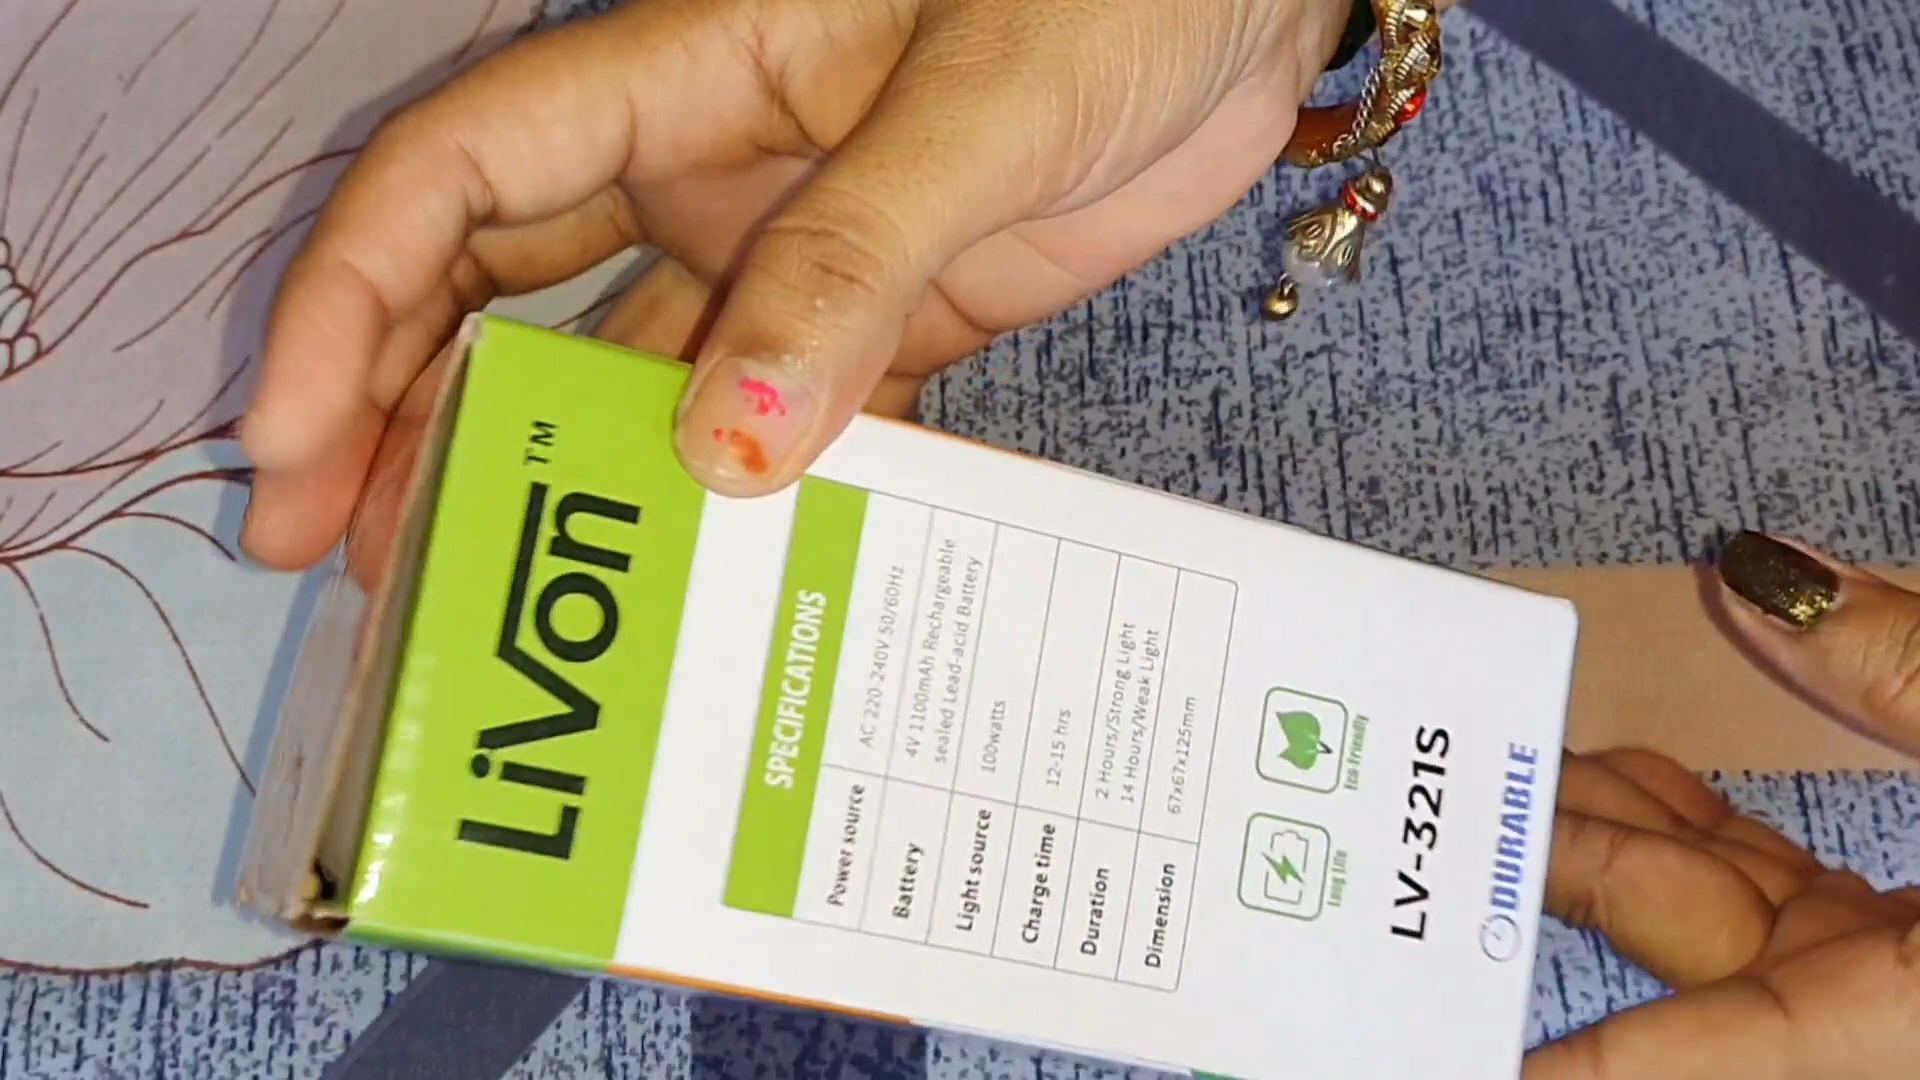 LiVon™
SPECIFICATIONS
Power source AC 220-240V 50/60Hz
Battery 4V 1100mAh Rechargeable
sealed Lead-acid Battery
Light source 100watts
Charge time 12-15 hrs
Duration 2 Hours/Strong Light
14 Hours/Weak Light
Dimension 67x67x125mm
Long Life
Eco-friendly
LV-321S
DURABLE